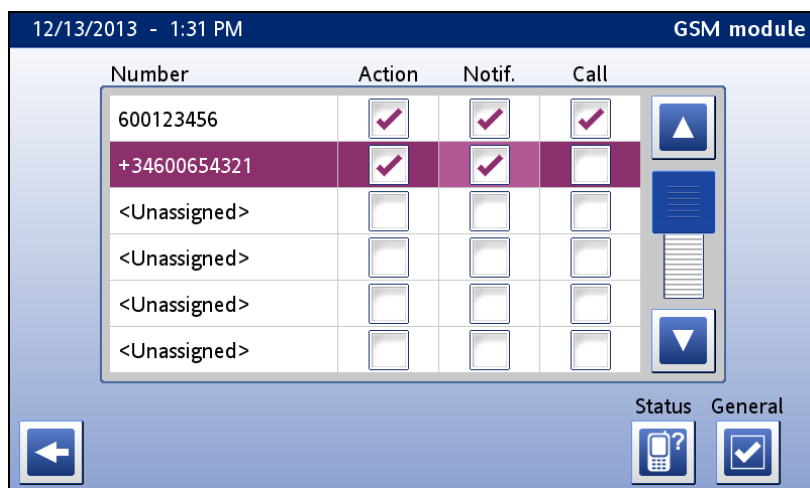 12/13/2013 - 1:31 PM GSM module
Number Action Notif. Call
600123456
+34600654321
<Unassigned>
<Unassigned>
<Unassigned>
<Unassigned>
Status General
?